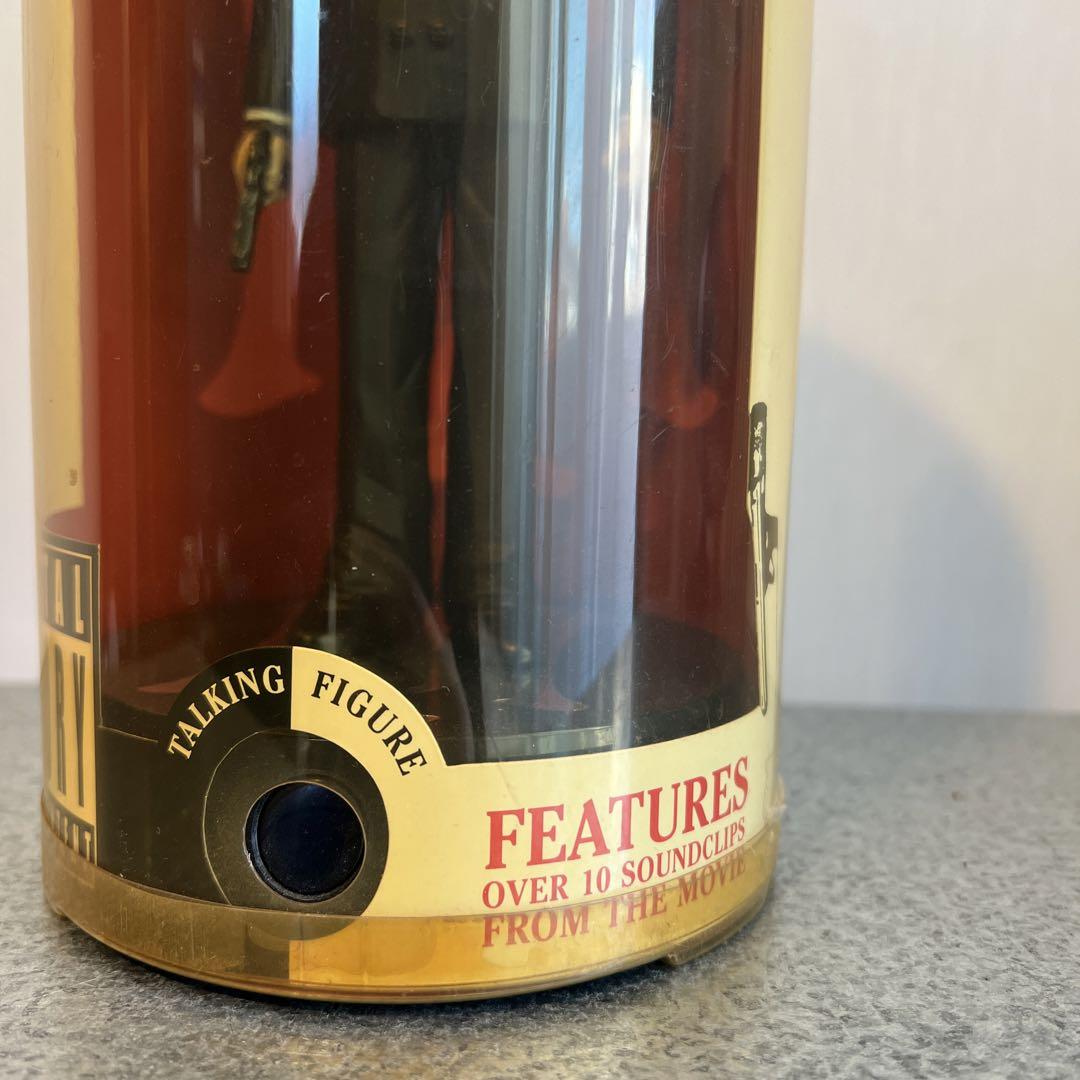 TALKING FIGURE
FEATURES
OVER 10 SOUNDCLIPS
FROM THE MOVIE